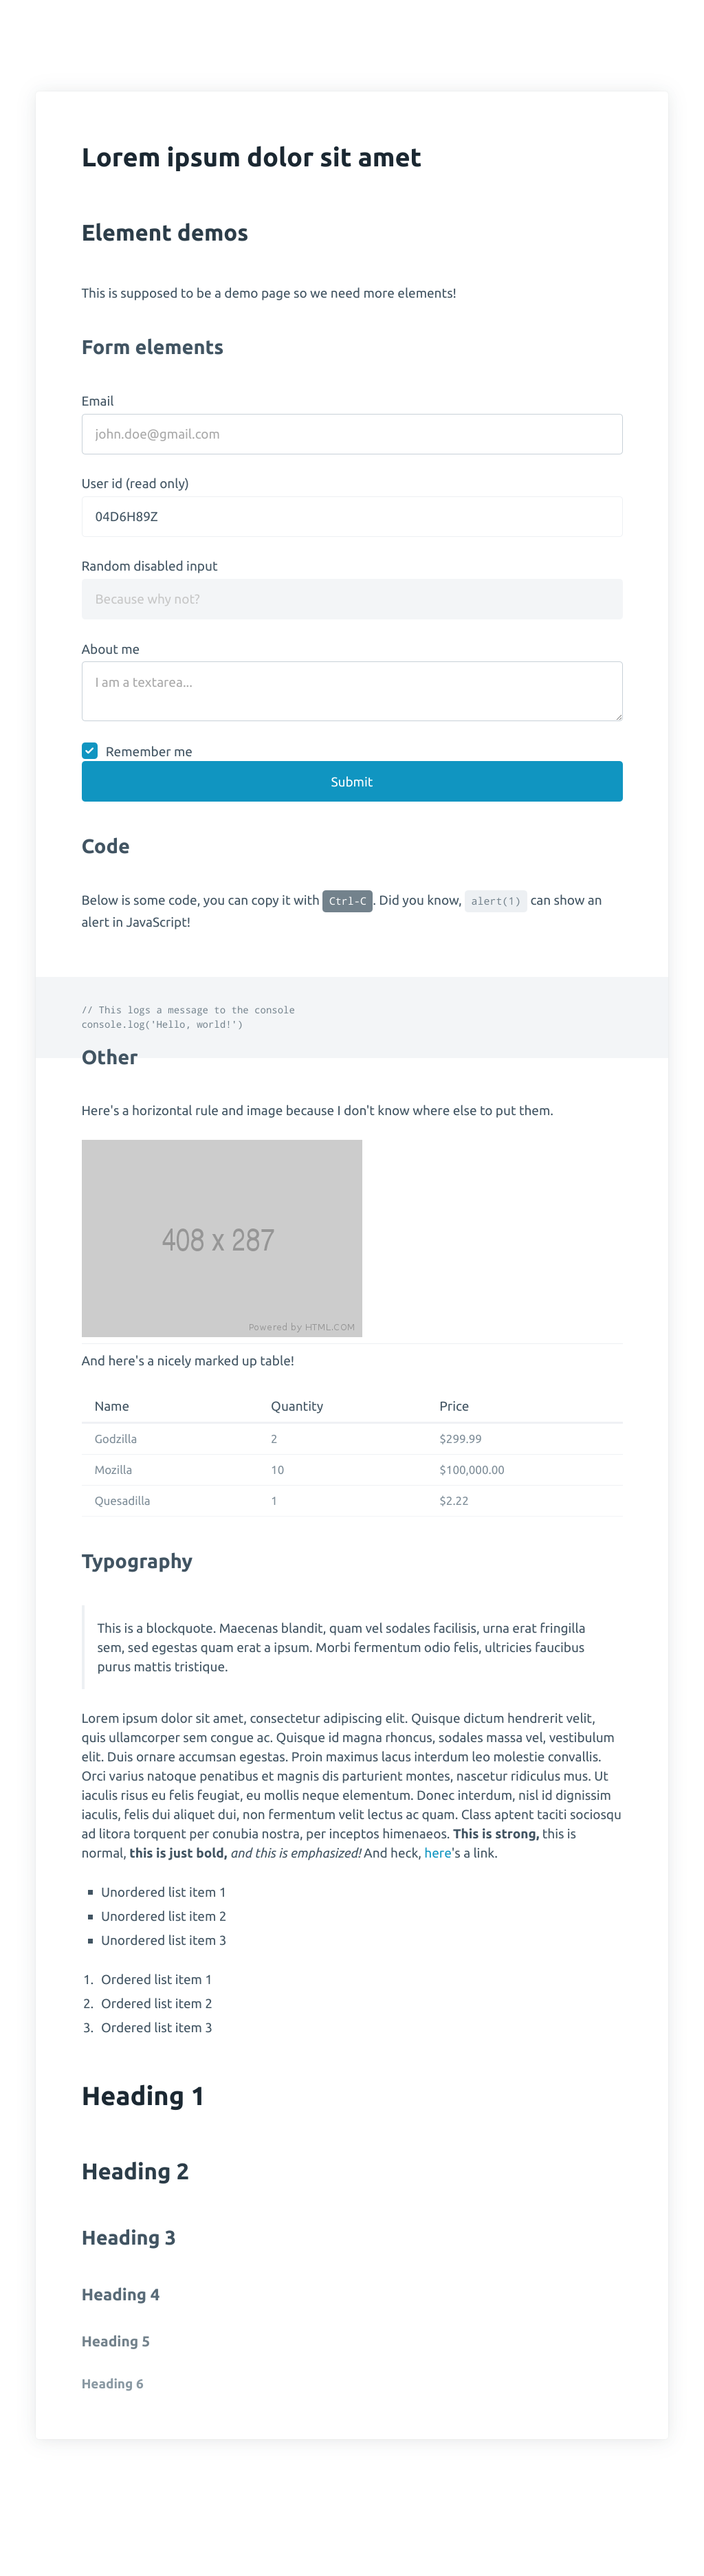 Lorem ipsum dolor sit amet
Element demos
This is supposed to be a demo page so we need more elements!
Form elements
Email
john.doe@gmail.com
User id (read only)
04D6H89Z
Random disabled input
Because why not?
About me
I am a textarea...
Remember me
Submit
Code
Below is some code, you can copy it with Ctrl-C. Did you know, alert(1) can show an
alert in JavaScript!
// This logs a message to the console
console.log('Hello, world!')
Other
Here's a horizontal rule and image because I don't know where else to put them.
408 x 287
Powered by HTML.COM
And here's a nicely marked up table!
Name Quantity Price
Godzilla 2 $299.99
Mozilla 10 $100,000.00
Quesadilla 1 $2.22
Typography
This is a blockquote. Maecenas blandit, quam vel sodales facilisis, urna erat fringilla
sem, sed egestas quam erat a ipsum. Morbi fermentum odio felis, ultricies faucibus
purus mattis tristique.
Lorem ipsum dolor sit amet, consectetur adipiscing elit. Quisque dictum hendrerit velit,
quis ullamcorper sem congue ac. Quisque id magna rhoncus, sodales massa vel, vestibulum
elit. Duis ornare accumsan egestas. Proin maximus lacus interdum leo molestie convallis.
Orci varius natoque penatibus et magnis dis parturient montes, nascetur ridiculus mus. Ut
iaculis risus eu felis feugiat, eu mollis neque elementum. Donec interdum, nisl id dignissim
iaculis, felis dui aliquet dui, non fermentum velit lectus ac quam. Class aptent taciti sociosqu
ad litora torquent per conubia nostra, per inceptos himenaeos. This is strong, this is
normal, this is just bold, and this is emphasized! And heck, here's a link.
▪ Unordered list item 1
▪ Unordered list item 2
▪ Unordered list item 3
1. Ordered list item 1
2. Ordered list item 2
3. Ordered list item 3
Heading 1
Heading 2
Heading 3
Heading 4
Heading 5
Heading 6